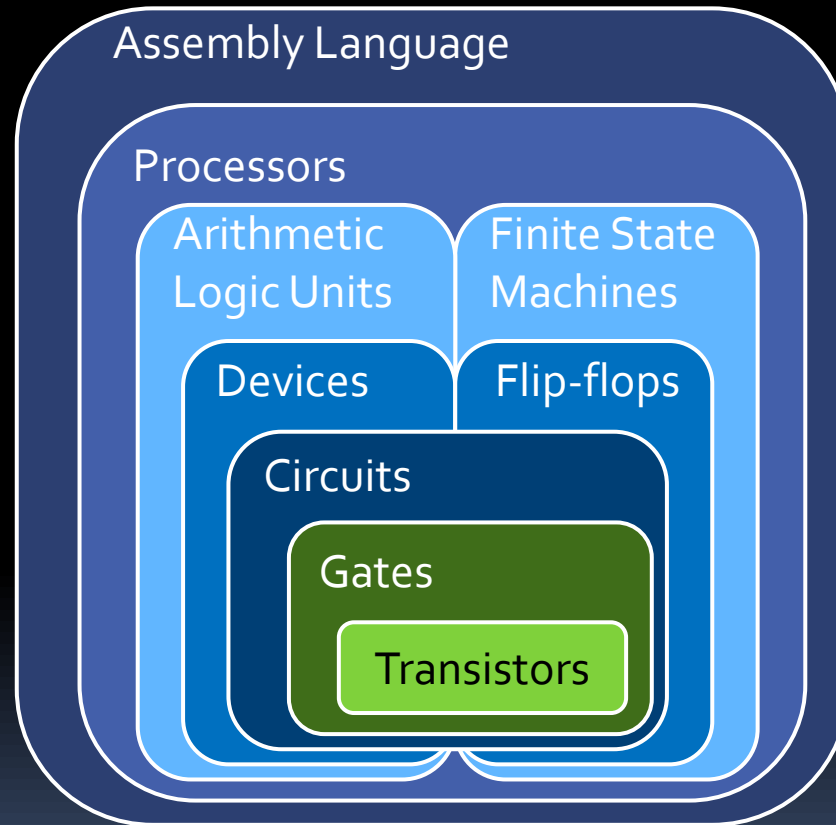 Assembly Language
Processors
Arithmetic
Logic Units
Finite State
Machines
Devices
Flip-flops
Circuits
Gates
Transistors